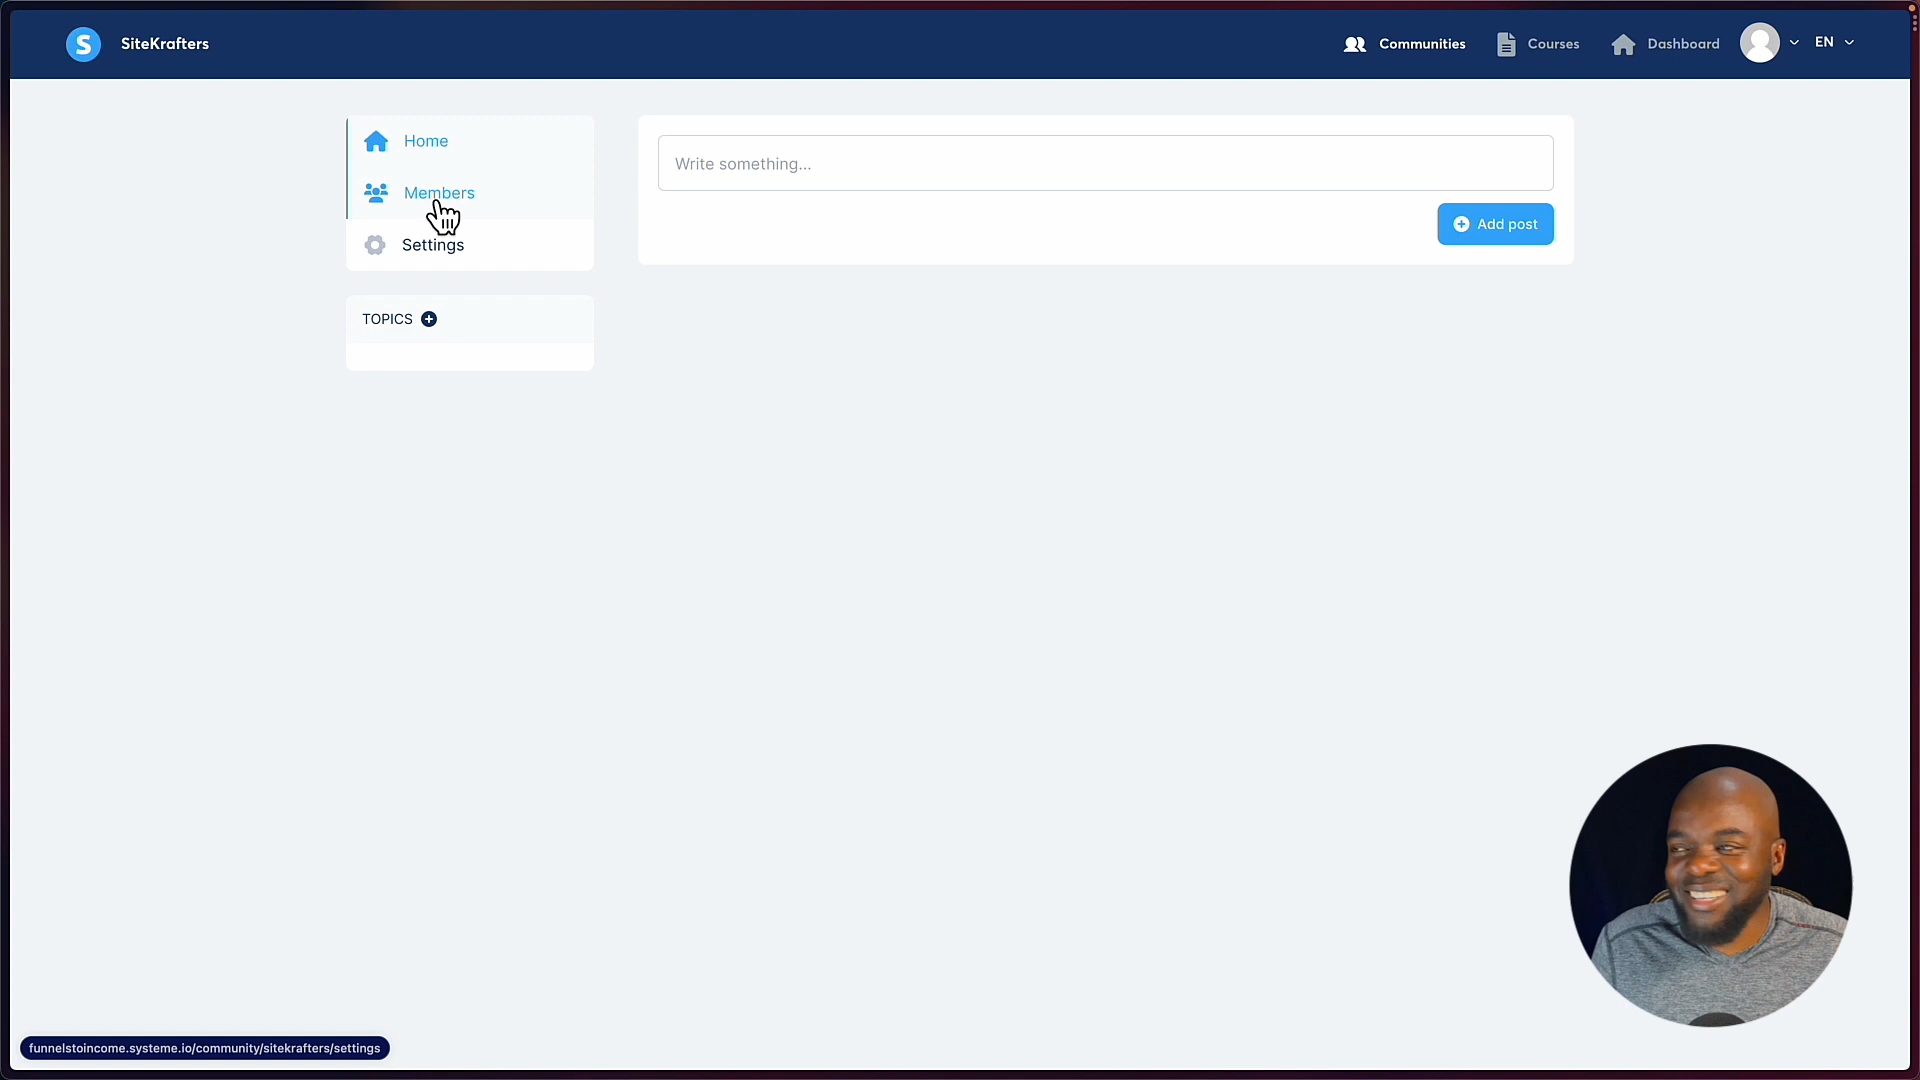 S SiteKrafters
Communities
Courses
Dashboard
EN
Home
Members
Settings
TOPICS
Write something...
Add post
funnelstoincome.systeme.io/community/sitekrafters/settings